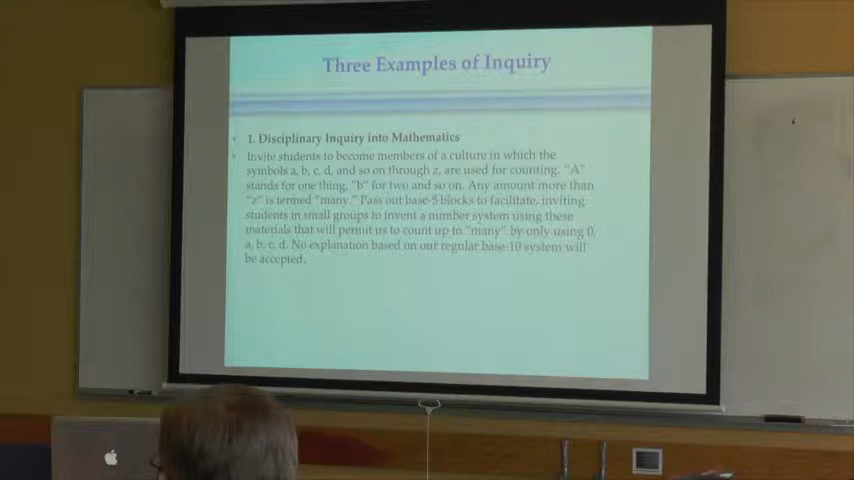 Three Examples of Inquiry
1. Disciplinary Inquiry into Mathematics
Invite students to become members of a culture in which the
symbols a, b, c, d, and so on through z, are used for counting. "A"
stands for one thing, "b" for two and so on. Any amount more than
"z" is termed "many." Pass out base-5 blocks to facilitate, inviting
students in small groups to invent a number system using these
materials that will permit us to count up to "many" by only using 0,
a, b, c, d. No explanation based on our regular base-10 system will
be accepted.